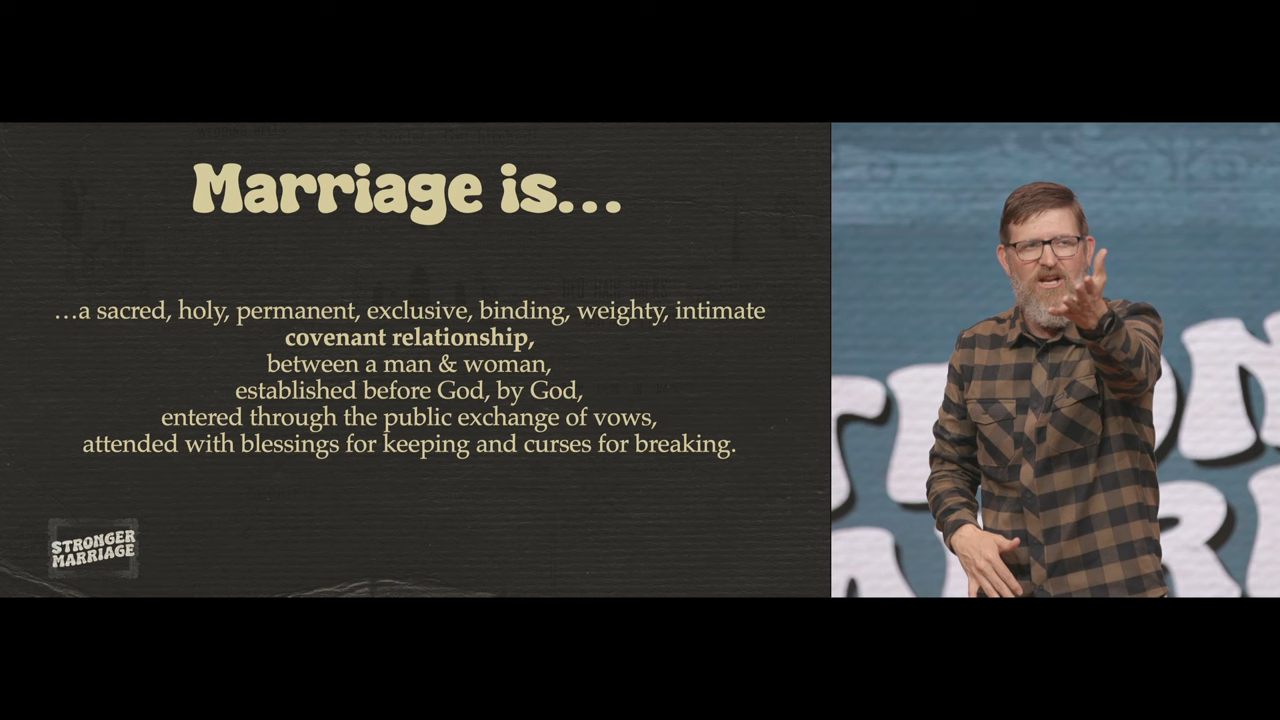 Marriage is...
...a sacred, holy, permanent, exclusive, binding, weighty, intimate
covenant relationship,
between a man & woman,
established before God, by God,
entered through the public exchange of vows,
attended with blessings for keeping and curses for breaking.
STRONGER
MARRIAGE